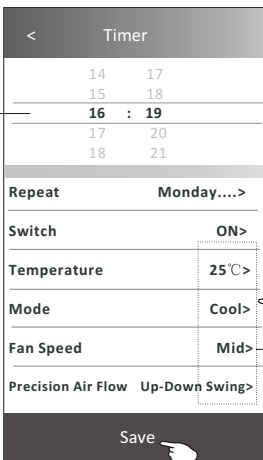 < Timer
14 17
15 18
16 : 19
17 20
18 21
Repeat Monday....>
Switch ON>
Temperature 25℃>
Mode Cool>
Fan Speed Mid>
Precision Air Flow Up-Down Swing>
Save